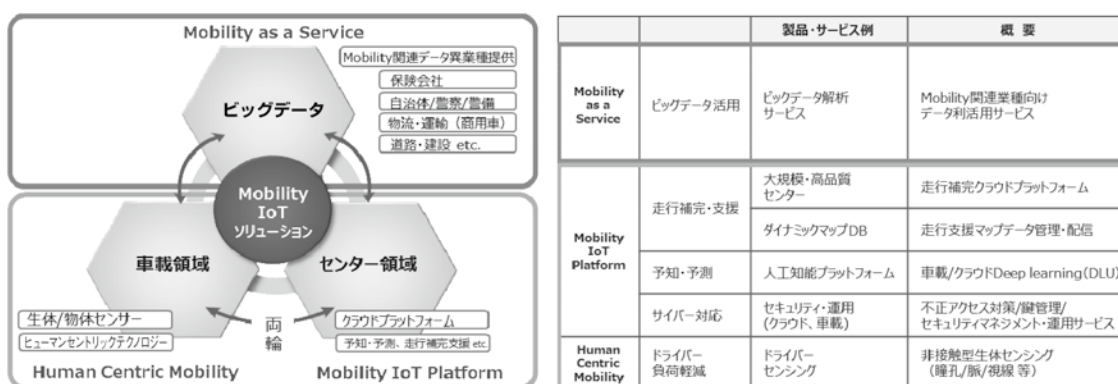 Mobility as a Service
Mobility関連データ異業種提供
保険会社
自治体/警察/警備
物流・運輸（商用車）
道路・建設 etc.
ビッグデータ
Mobility
IoT
ソリューション
車載領域
センター領域
生体/物体センサー
ヒューマンセントリックテクノロジー
両
輪
クラウドプラットフォーム
予知・予測、走行補完支援 etc.
Human Centric Mobility
Mobility IoT Platform
製品・サービス例
概 要
Mobility
as a
Service
ビッグデータ活用
ビックデータ解析
サービス
Mobility関連業種向け
データ利活用サービス
Mobility
IoT
Platform
走行補完・支援
大規模・高品質
センター
走行補完クラウドプラットフォーム
ダイナミックマップDB
走行支援マップデータ管理・配信
予知・予測
人工知能プラットフォーム
車載/クラウドDeep learning(DLU)
サイバー対応
セキュリティ・運用
(クラウド、車載)
不正アクセス対策/鍵管理/
セキュリティマネジメント・運用サービス
Human
Centric
Mobility
ドライバー
負荷軽減
ドライバー
センシング
非接触型生体センシング
（瞳孔/脈/視線 等）